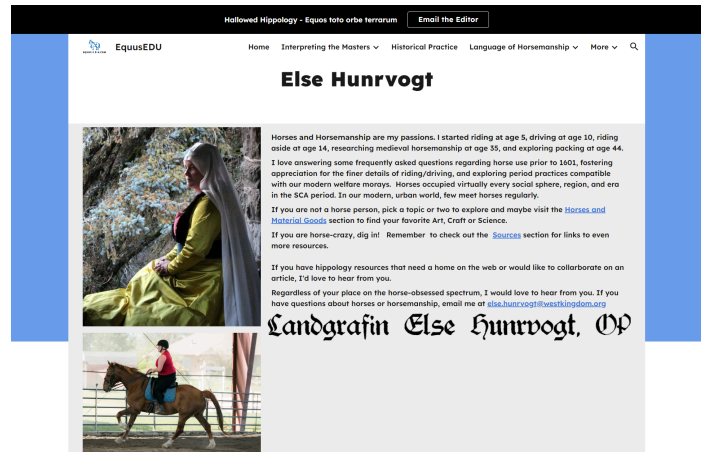 Hallowed Hippology - Equos toto orbe terrarum
Email the Editor
EquusEDU
Home
Interpreting the Masters
Historical Practice
Language of Horsemanship
More
Else Hunrvogt
Horses and Horsemanship are my passions. I started riding at age 5, driving at age 10, riding
aside at age 14, researching medieval horsemanship at age 35, and exploring packing at age 44.
I love answering some frequently asked questions regarding horse use prior to 1601, fostering
appreciation for the finer details of riding/driving, and exploring period practices compatible
with our modern welfare morays. Horses occupied virtually every social sphere, region, and era
in the SCA period. In our modern, urban world, few meet horses regularly.
If you are not a horse person, pick a topic or two to explore and maybe visit the Horses and
Material Goods section to find your favorite Art, Craft or Science.
If you are horse-crazy, dig in! Remember to check out the Sources section for links to even
more resources.
If you have hippology resources that need a home on the web or would like to collarborate on an
article, I'd love to hear from you.
Regardless of your place on the horse-obsessed spectrum, I would love to hear from you. If you
have questions about horses or horsemanship, email me at else.hunrvogt@westkingdom.org
Landgrafin Else Hunrvogt, OP